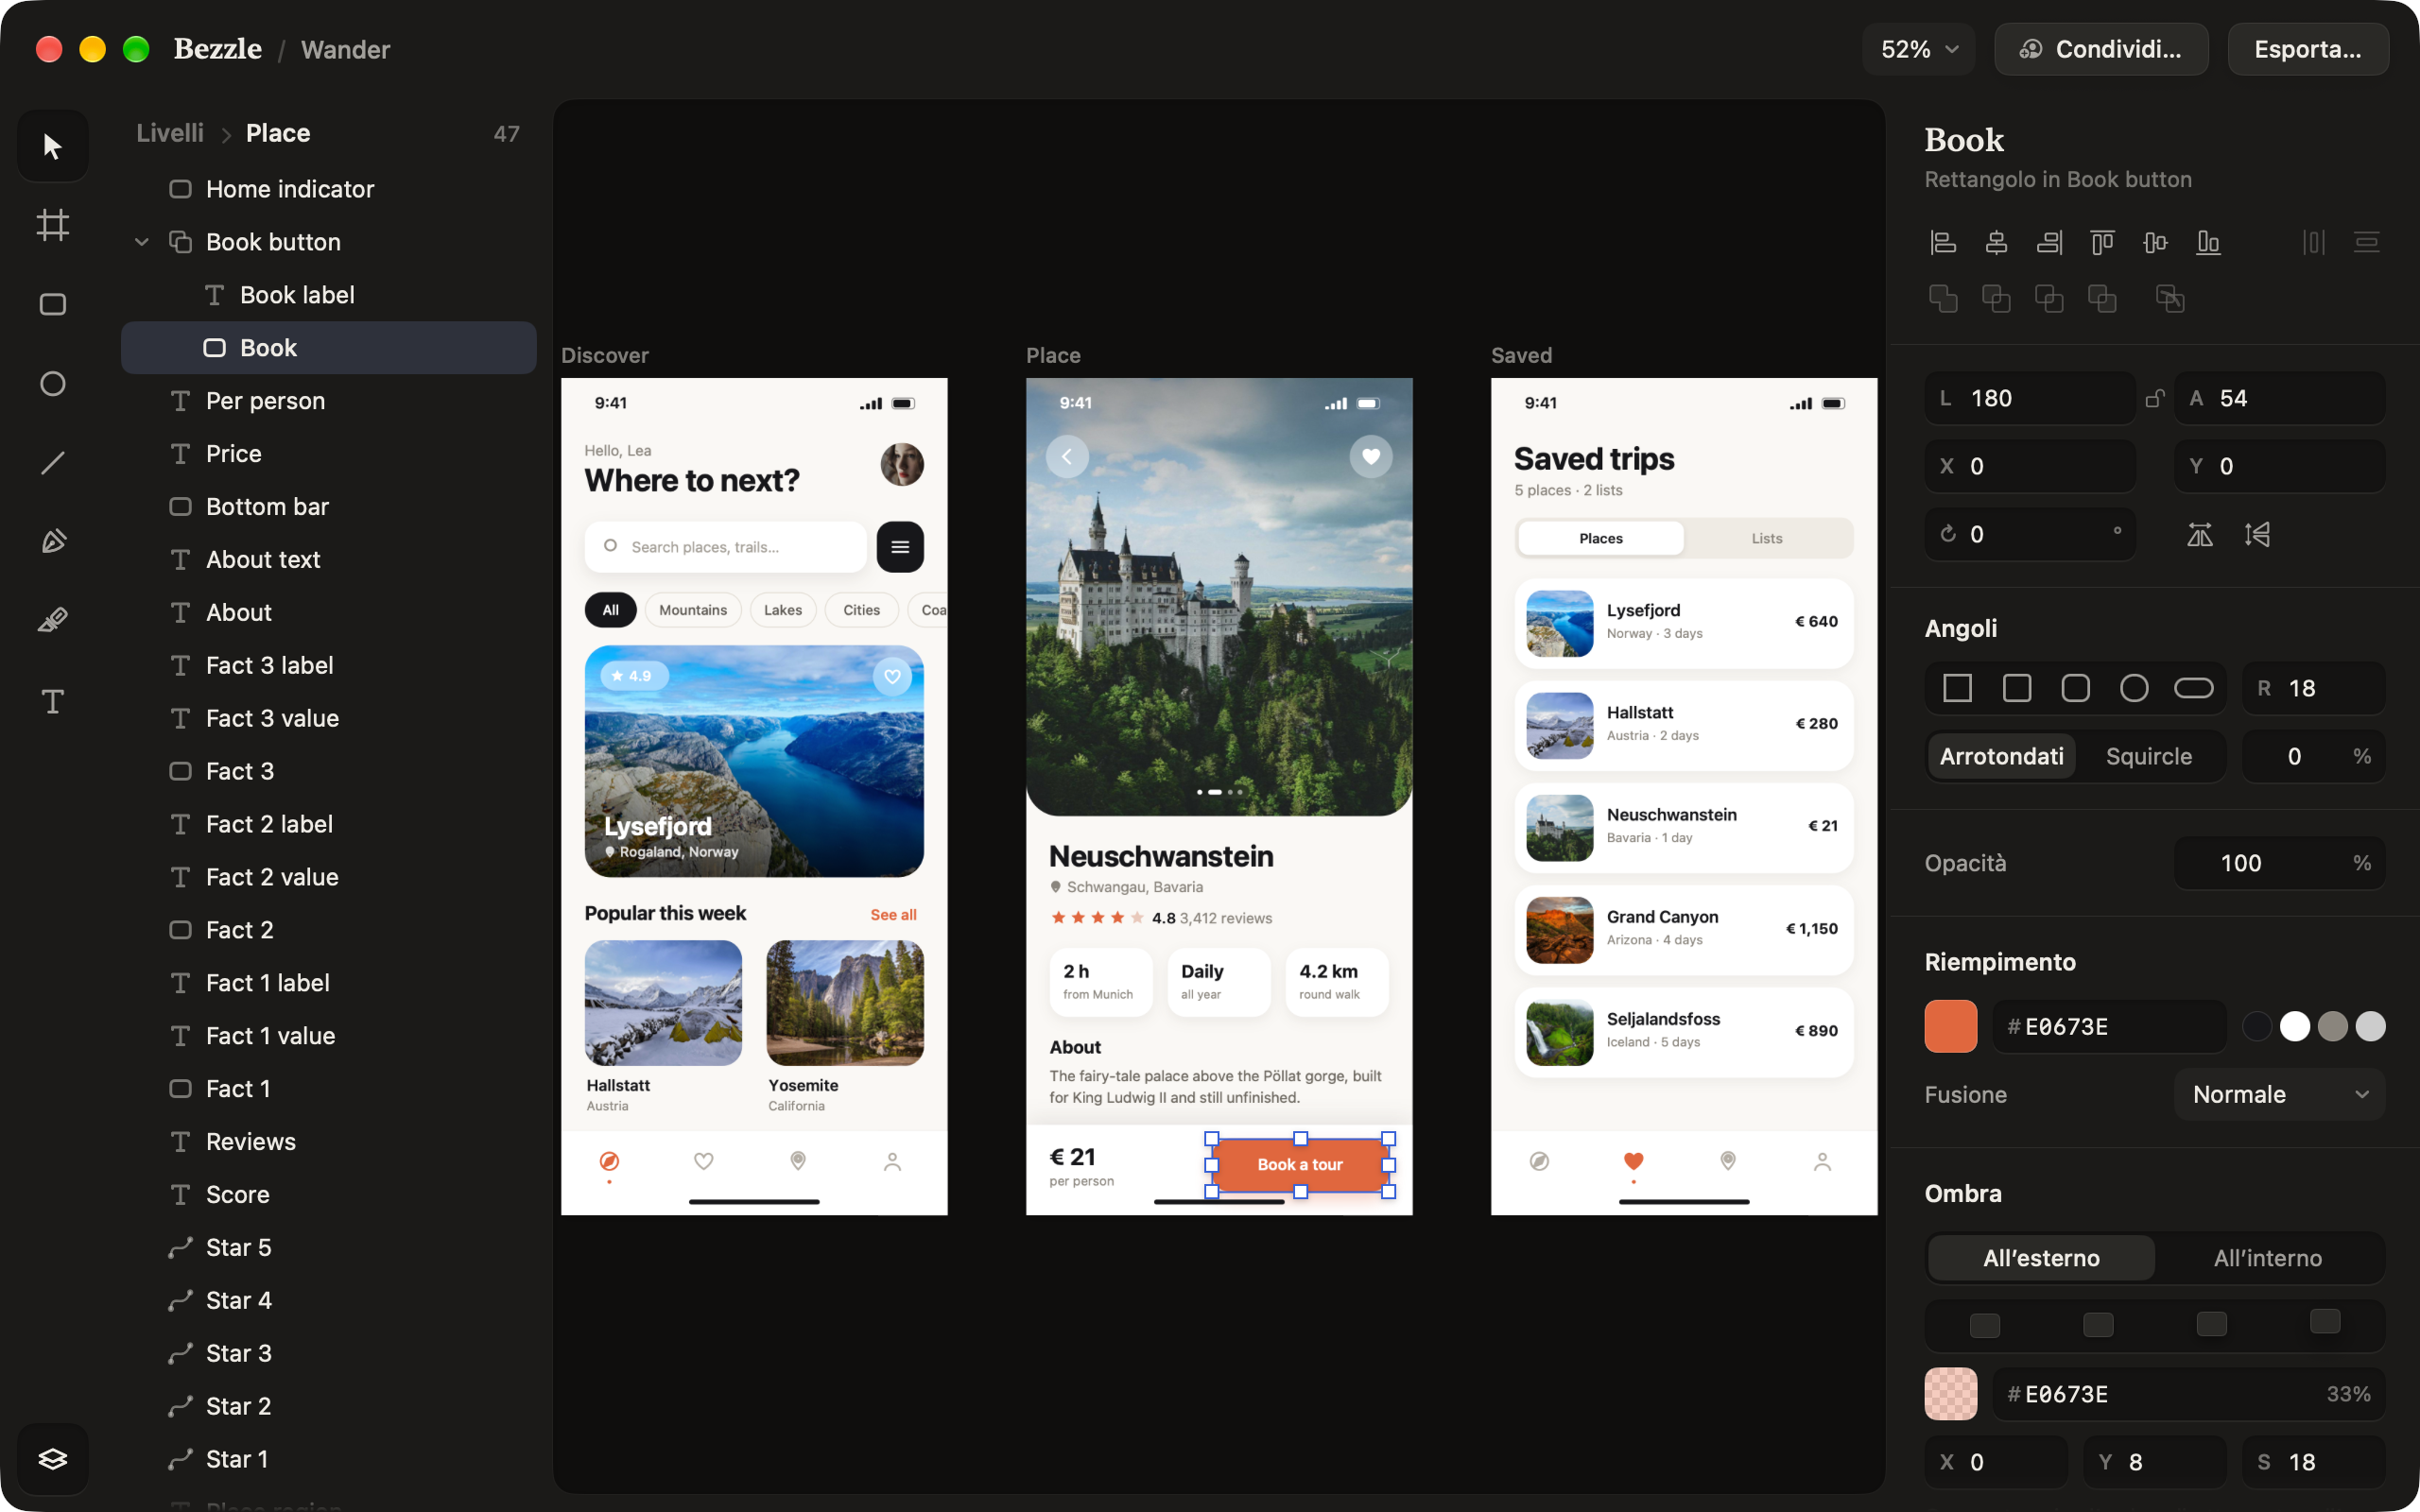 Bezzle / Wander
52%
Condividi...
Esporta...
Livelli > Place
47
Home indicator
Book button
Book label
Book
Per person
Price
Bottom bar
About text
About
Fact 3 label
Fact 3 value
Fact 3
Fact 2 label
Fact 2 value
Fact 2
Fact 1 label
Fact 1 value
Fact 1
Reviews
Score
Star 5
Star 4
Star 3
Star 2
Star 1
Place region
Discover
9:41
Hello, Lea
Where to next?
Search places, trails...
All
Mountains
Lakes
Cities
Coa
4.9
Lysefjord
Rogaland, Norway
Popular this week
See all
Hallstatt
Austria
Yosemite
California
Place
9:41
Neuschwanstein
Schwangau, Bavaria
4.8 3,412 reviews
2 h
from Munich
Daily
all year
4.2 km
round walk
About
The fairy-tale palace above the Pöllat gorge, built
for King Ludwig II and still unfinished.
€ 21
per person
Book a tour
Saved
9:41
Saved trips
5 places · 2 lists
Places
Lists
Lysefjord
Norway · 3 days
€ 640
Hallstatt
Austria · 2 days
€ 280
Neuschwanstein
Bavaria · 1 day
€ 21
Grand Canyon
Arizona · 4 days
€ 1,150
Seljalandsfoss
Iceland · 5 days
€ 890
Book
Rettangolo in Book button
L 180
A 54
X 0
Y 0
0 °
Angoli
R 18
Arrotondati
Squircle
0 %
Opacità
100 %
Riempimento
# E0673E
Fusione
Normale
Ombra
All’esterno
All’interno
# E0673E
33%
X 0
Y 8
S 18